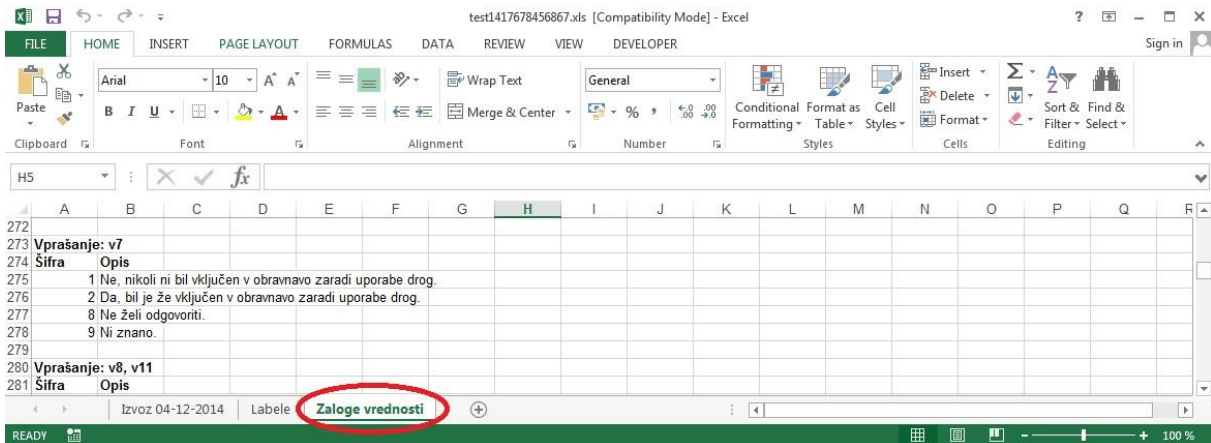 test1417678456867.xls [Compatibility Mode] - Excel
?
FILE HOME INSERT PAGE LAYOUT FORMULAS DATA REVIEW VIEW DEVELOPER Sign in
Paste
Clipboard
Arial 10 A A
B I U A
Font
Wrap Text
Merge & Center
Alignment
General
% , .00 .00
Number
Conditional Formatting
Format as Table
Cell Styles
Styles
Insert
Delete
Format
Cells
Sort & Filter
Find & Select
Editing
H5 fx
A B C D E F G H I J K L M N O P Q R
272
273 Vprašanje: v7
274 Šifra Opis
275 1 Ne, nikoli ni bil vključen v obravnavo zaradi uporabe drog.
276 2 Da, bil je že vključen v obravnavo zaradi uporabe drog.
277 8 Ne želi odgovoriti.
278 9 Ni znano.
279
280 Vprašanje: v8, v11
281 Šifra Opis
Izvoz 04-12-2014 Labele Zaloge vrednosti
READY 100 %